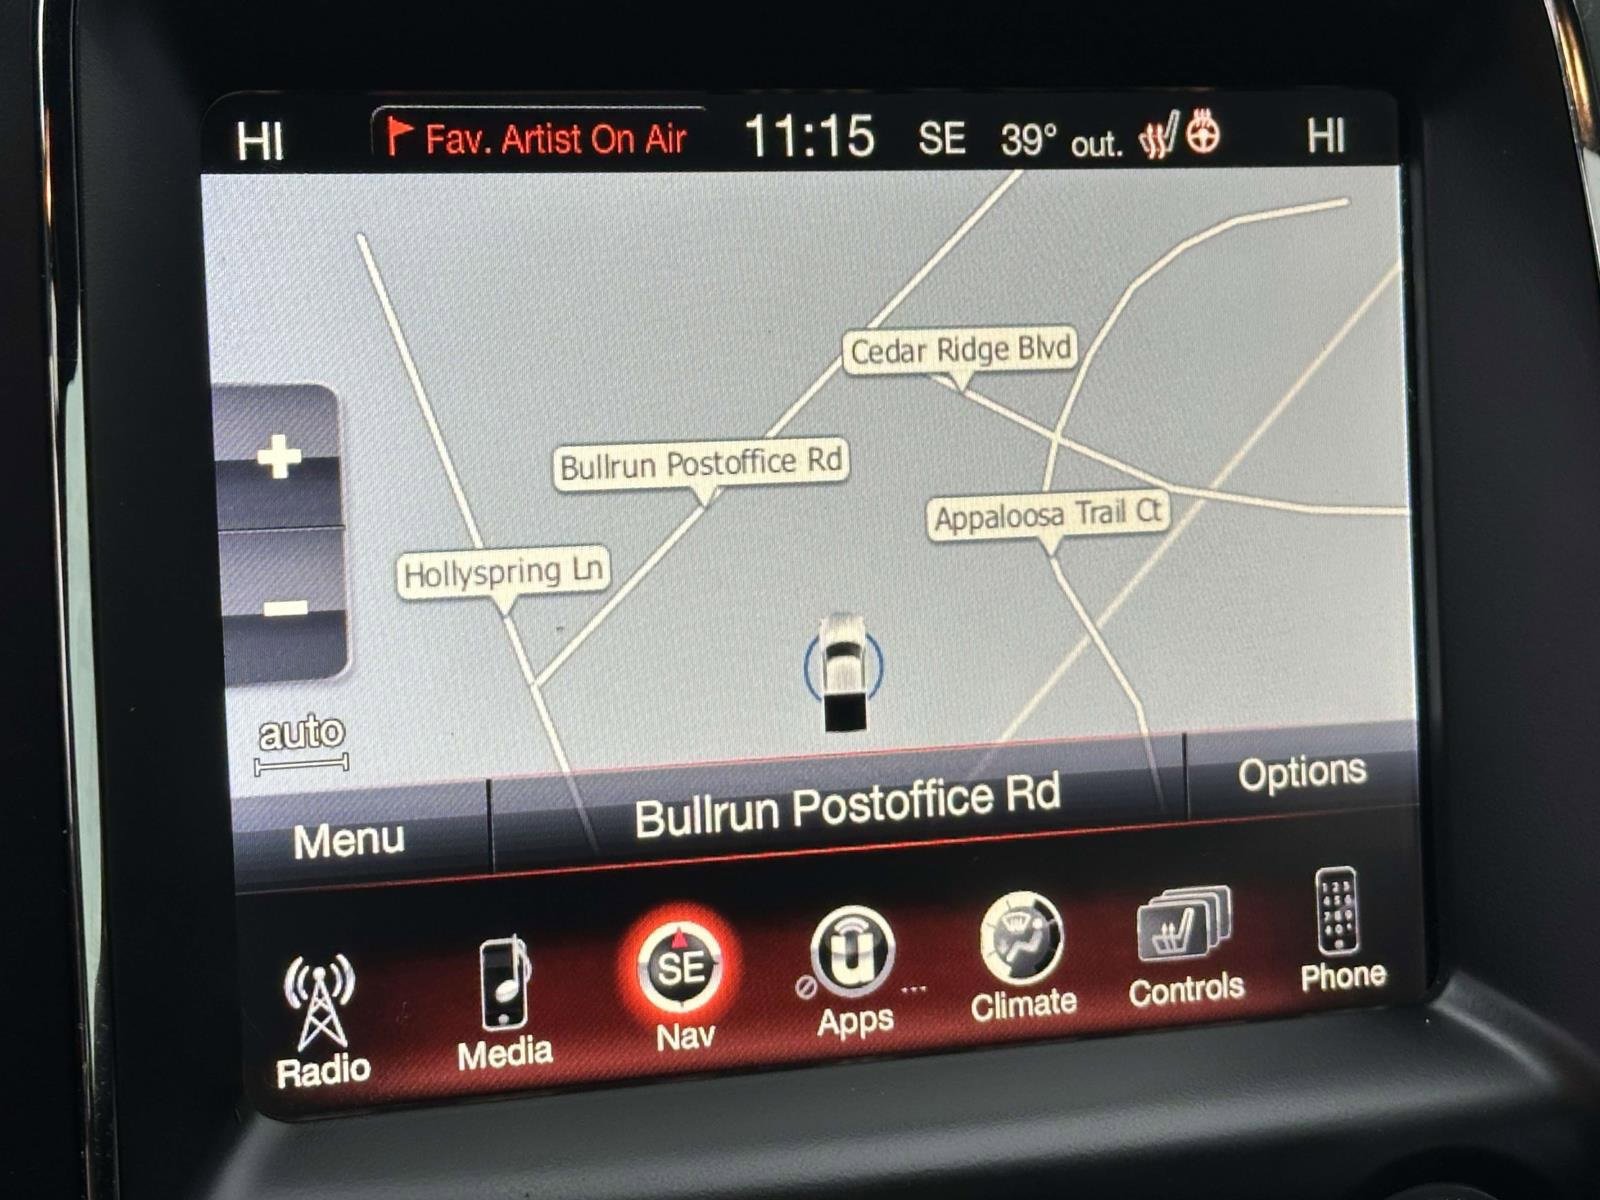 HI Fav. Artist On Air 11:15 SE 39° out. HI
Cedar Ridge Blvd
Bullrun Postoffice Rd
Appaloosa Trail Ct
Hollyspring Ln
+
−
auto
Menu Bullrun Postoffice Rd Options
SE
u
...
Radio Media Nav Apps Climate Controls Phone